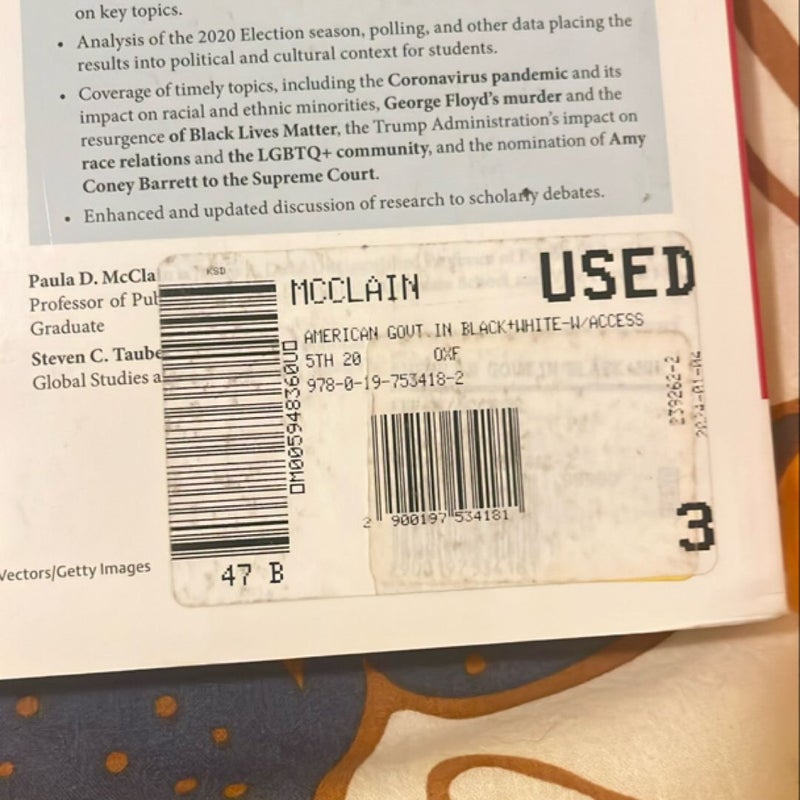 on key topics.
• Analysis of the 2020 Election season, polling, and other data placing the
results into political and cultural context for students.
• Coverage of timely topics, including the Coronavirus pandemic and its
impact on racial and ethnic minorities, George Floyd's murder and the
resurgence of Black Lives Matter, the Trump Administration's impact on
race relations and the LGBTQ+ community, and the nomination of Amy
Coney Barrett to the Supreme Court.
• Enhanced and updated discussion of research to scholarly debates.
Paula D. McCla
Professor of Pul
Graduate
Steven C. Taube
Global Studies a
Vectors/Getty Images
KSD
MCCLAIN
USED
AMERICAN GOVT IN BLACK+WHITE-W/ACCESS
5TH 20 OXF
978-0-19-753418-2
OM005948360U0
239262-2
2 900197 534181
3
47 B